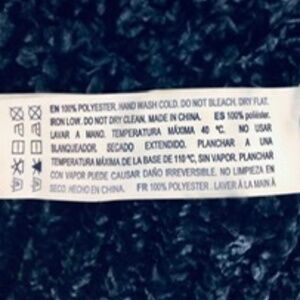 EN 100% POLYESTER. HAND WASH COLD. DO NOT BLEACH. DRY FLAT.
IRON LOW. DO NOT DRY CLEAN. MADE IN CHINA. ES 100% poliéster.
LAVAR A MANO. TEMPERATURA MÁXIMA 40 °C. NO USAR
BLANQUEADOR. SECADO EXTENDIDO. PLANCHAR A UNA
TEMPERATURA MÁXIMA DE LA BASE DE 110 °C, SIN VAPOR. PLANCHAR
CON VAPOR PUEDE CAUSAR DAÑO IRREVERSIBLE. NO LIMPIEZA EN
SECO. HECHO EN CHINA. FR 100% POLYESTER . LAVER À LA MAIN À